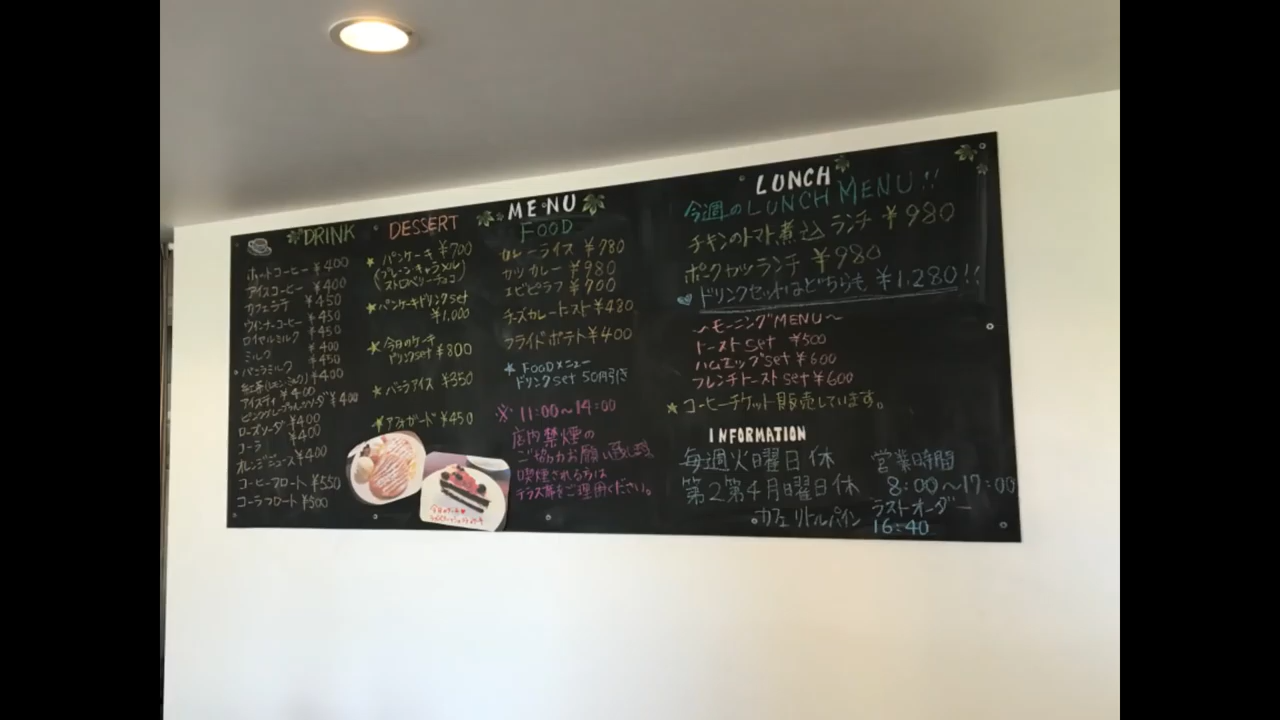 MENU
DRINK
ホットコーヒー ¥400
アイスコーヒー ¥400
カフェラテ ¥450
ウインナーコーヒー ¥450
ロイヤルミルク ¥450
ミルク ¥400
バニラミルク ¥450
紅茶(レモン・ミルク) ¥400
アイスティ ¥400
¥400
ローズソーダ ¥400
コーラ ¥400
オレンジジュース ¥400
コーヒーフロート ¥550
コーラフロート ¥500
DESSERT
★パンケーキ ¥700
(プレーン・キャラメル
ストロベリー・チョコ)
★パンケーキドリンクset
¥1,000
★今日のケーキ
ドリンクset ¥800
★バニラアイス ¥350
★アフォガード ¥450
FOOD
カレーライス ¥780
カツカレー ¥980
エビピラフ ¥700
チーズカレートースト ¥480
フライドポテト ¥400
★FOODメニュー
ドリンクset 50円引き
※11:00〜14:00
店内禁煙の
ご協力お願い致します。
喫煙される方は
テラス席をご理用ください。
LUNCH
今週のLUNCH MENU!!
チキンのトマト煮込ランチ ¥980
ポークカツランチ ¥980
ドリンクセットはどちらも ¥1,280!!
〜モーニングMENU〜
トーストset ¥500
ハムエッグset ¥600
フレンチトーストset ¥600
★コーヒーチケット販売しています。
INFORMATION
毎週火曜日休
第2第4月曜日休
カフェ リトルパイン
営業時間
8:00〜17:00
ラストオーダー
16:40